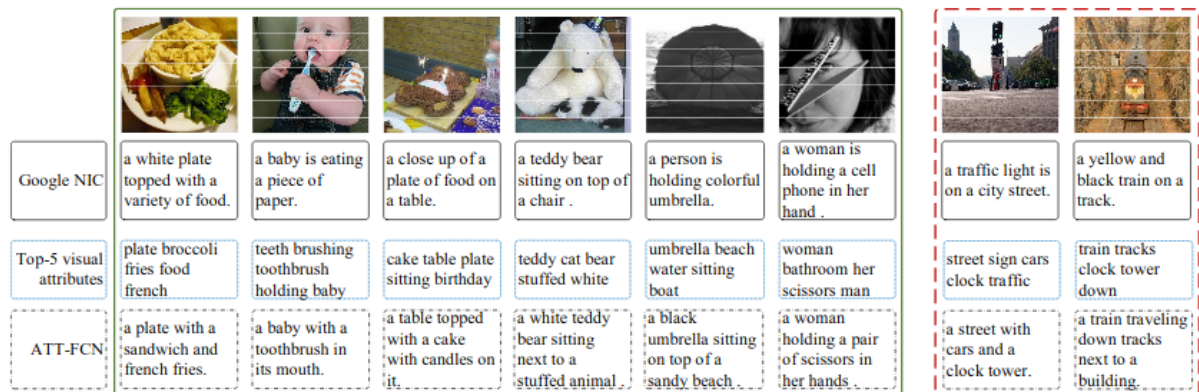 Google NIC
a white plate
topped with a
variety of food.
a baby is eating
a piece of
paper.
a close up of a
plate of food on
a table.
a teddy bear
sitting on top of
a chair .
a person is
holding colorful
umbrella.
a woman is
holding a cell
phone in her
hand .
a traffic light is
on a city street.
a yellow and
black train on a
track.
Top-5 visual
attributes
plate broccoli
fries food
french
teeth brushing
toothbrush
holding baby
cake table plate
sitting birthday
teddy cat bear
stuffed white
umbrella beach
water sitting
boat
woman
bathroom her
scissors man
street sign cars
clock traffic
train tracks
clock tower
down
ATT-FCN
a plate with a
sandwich and
french fries.
a baby with a
toothbrush in
its mouth.
a table topped
with a cake
with candles on
it.
a white teddy
bear sitting
next to a
stuffed animal .
a black
umbrella sitting
on top of a
sandy beach .
a woman
holding a pair
of scissors in
her hands .
a street with
cars and a
clock tower.
a train traveling
down tracks
next to a
building.